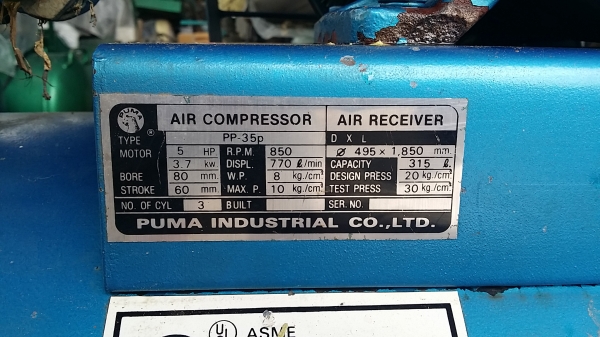 PUMA ®
AIR COMPRESSOR AIR RECEIVER
TYPE PP-35p D X L
MOTOR 5 HP R.P.M. 850 ø 495 x 1,850 mm
3.7 kw DISPL. 770 ℓ/min CAPACITY 315 ℓ
BORE 80 mm W.P. 8 kg/cm² DESIGN PRESS 20 kg/cm²
STROKE 60 mm MAX. P. 10 kg/cm² TEST PRESS 30 kg/cm²
NO. OF CYL 3 BUILT SER. NO.
PUMA INDUSTRIAL CO.,LTD.
UL ASME